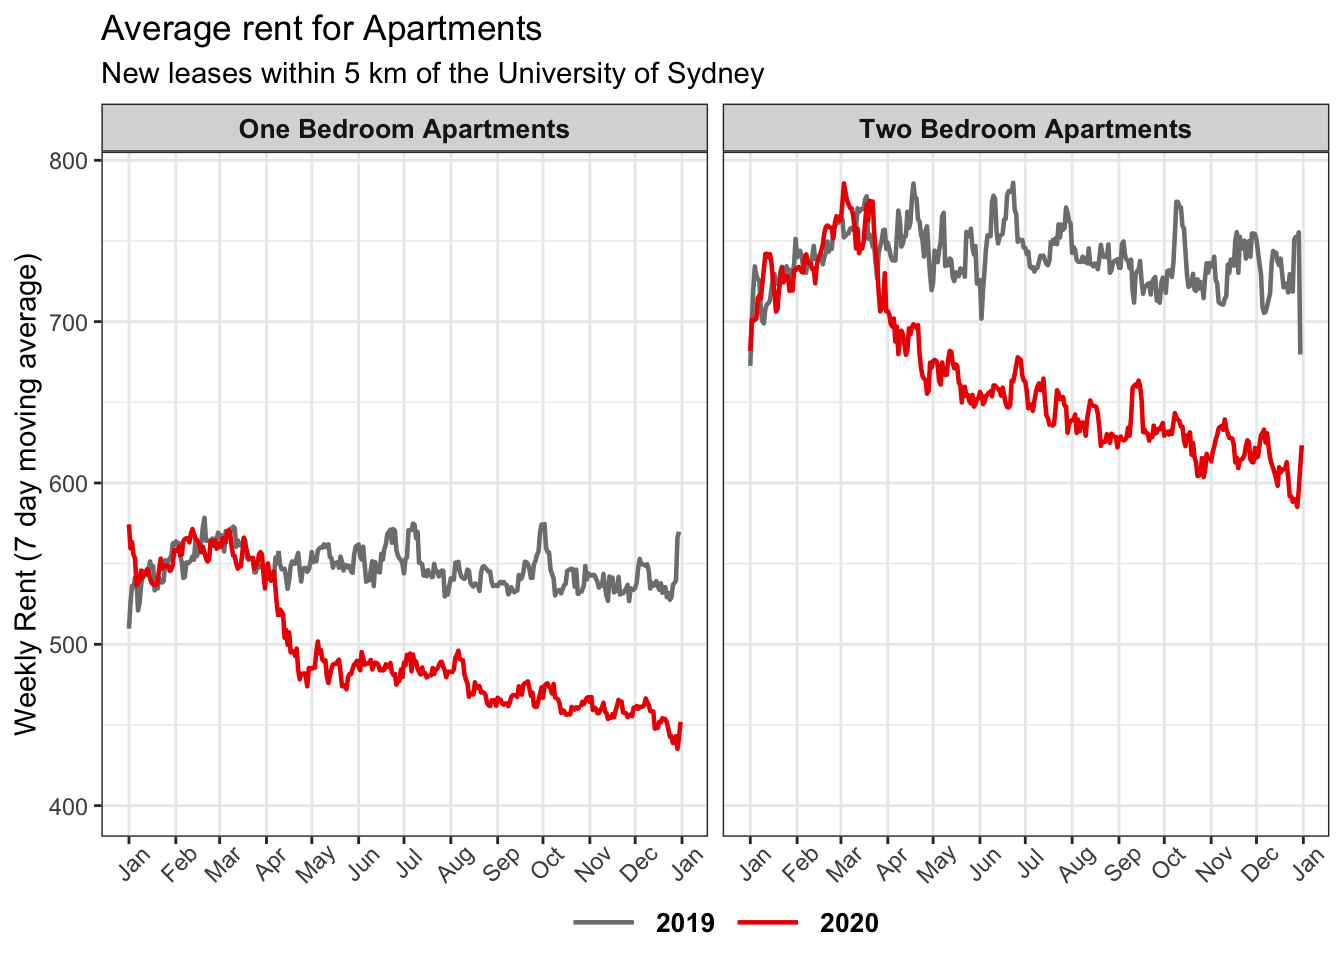 Average rent for Apartments
New leases within 5 km of the University of Sydney
One Bedroom Apartments
Two Bedroom Apartments
Weekly Rent (7 day moving average)
800
700
600
500
400
Jan Feb Mar Apr May Jun Jul Aug Sep Oct Nov Dec Jan
Jan Feb Mar Apr May Jun Jul Aug Sep Oct Nov Dec Jan
2019 2020